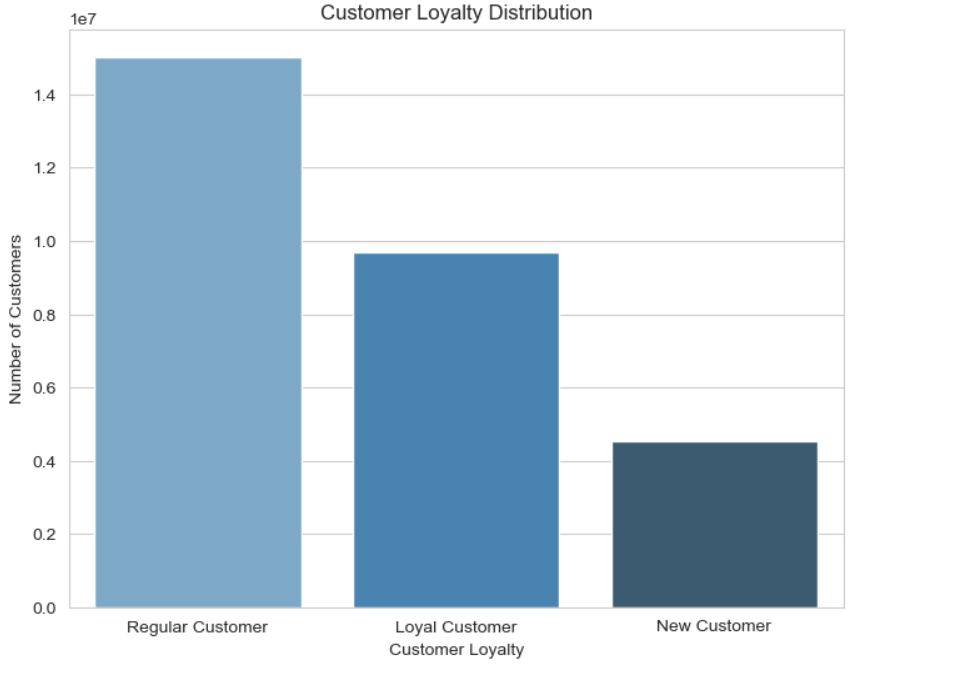 Customer Loyalty Distribution
1e7
1.4
1.2
1.0
0.8
0.6
0.4
0.2
0.0
Number of Customers
Regular Customer Loyal Customer New Customer
Customer Loyalty